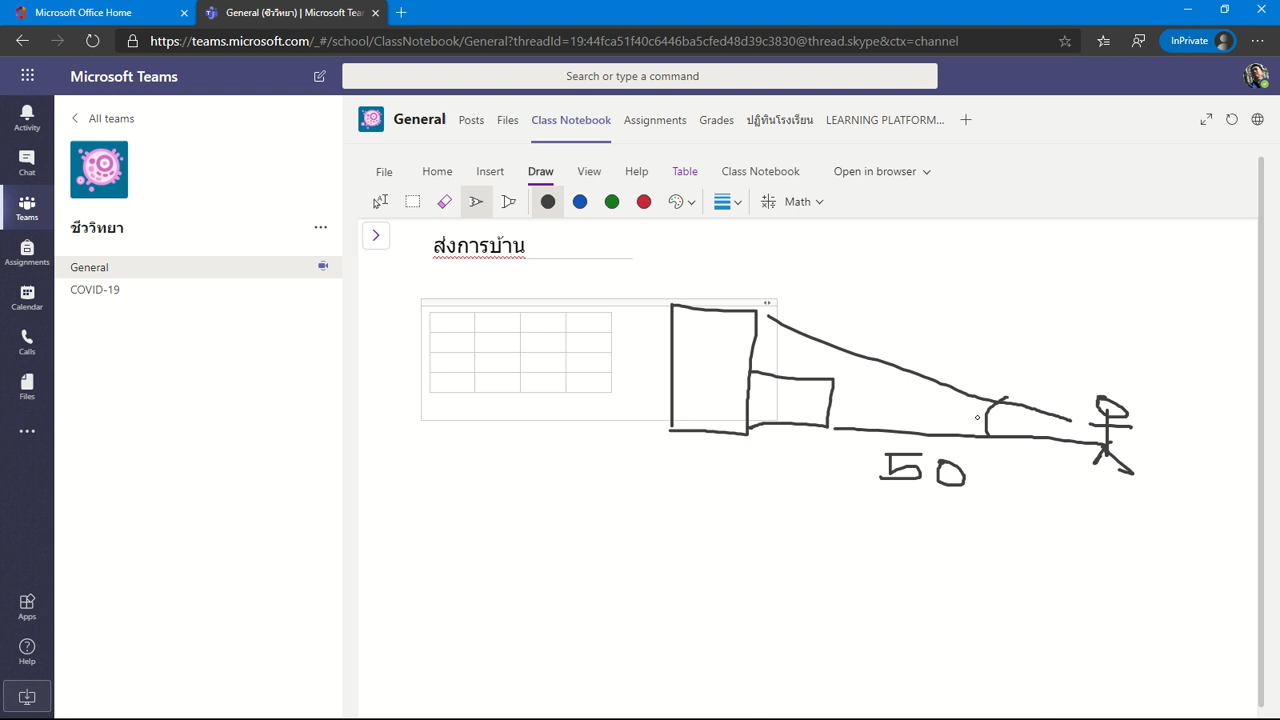 Microsoft Office Home
General (ชีววิทยา) | Microsoft Tea
https://teams.microsoft.com/_#/school/ClassNotebook/General?threadId=19:44fca51f40c6446ba5cfed48d39c3830@thread.skype&ctx=channel
InPrivate
Microsoft Teams
Search or type a command
Activity
Chat
Teams
Assignments
Calendar
Calls
Files
Apps
Help
All teams
ชีววิทยา
General
COVID-19
General Posts Files Class Notebook Assignments Grades ปฏิทินโรงเรียน LEARNING PLATFORM...
File Home Insert Draw View Help Table Class Notebook Open in browser
Math
ส่งการบ้าน
50